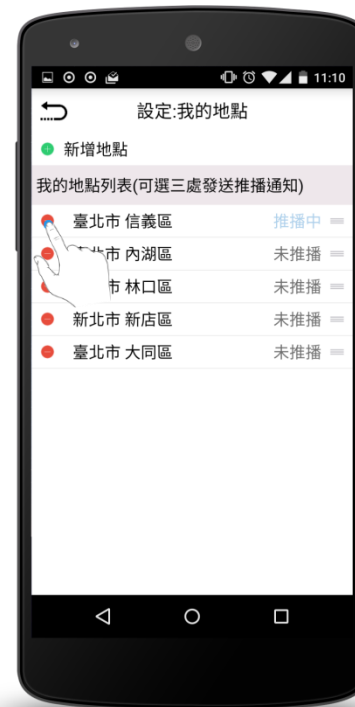 11:10
設定:我的地點
新增地點
我的地點列表(可選三處發送推播通知)
臺北市 信義區 推播中
北市 內湖區 未推播
市 林口區 未推播
新北市 新店區 未推播
臺北市 大同區 未推播